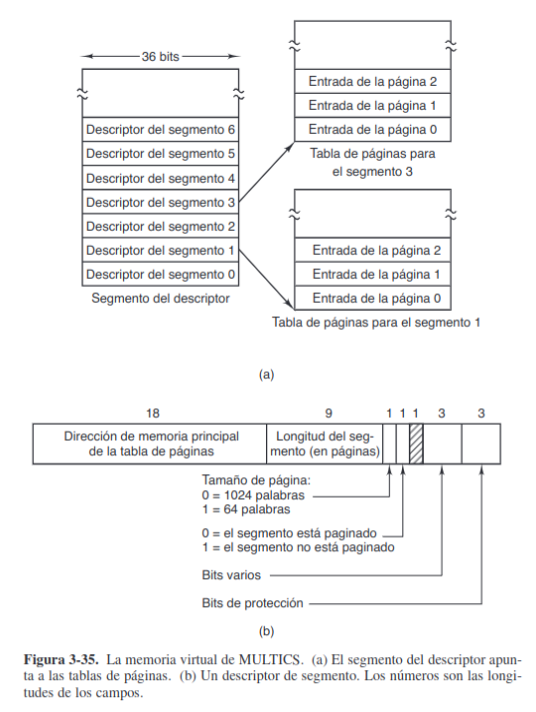 36 bits
Descriptor del segmento 6
Descriptor del segmento 5
Descriptor del segmento 4
Descriptor del segmento 3
Descriptor del segmento 2
Descriptor del segmento 1
Descriptor del segmento 0
Segmento del descriptor
Entrada de la página 2
Entrada de la página 1
Entrada de la página 0
Tabla de páginas para
el segmento 3
Entrada de la página 2
Entrada de la página 1
Entrada de la página 0
Tabla de páginas para el segmento 1
(a)
18 9 1 1 1 3 3
Dirección de memoria principal
de la tabla de páginas
Longitud del seg-
mento (en páginas)
Tamaño de página:
0 = 1024 palabras
1 = 64 palabras
0 = el segmento está paginado
1 = el segmento no está paginado
Bits varios
Bits de protección
(b)
Figura 3-35. La memoria virtual de MULTICS. (a) El segmento del descriptor apun-
ta a las tablas de páginas. (b) Un descriptor de segmento. Los números son las longi-
tudes de los campos.